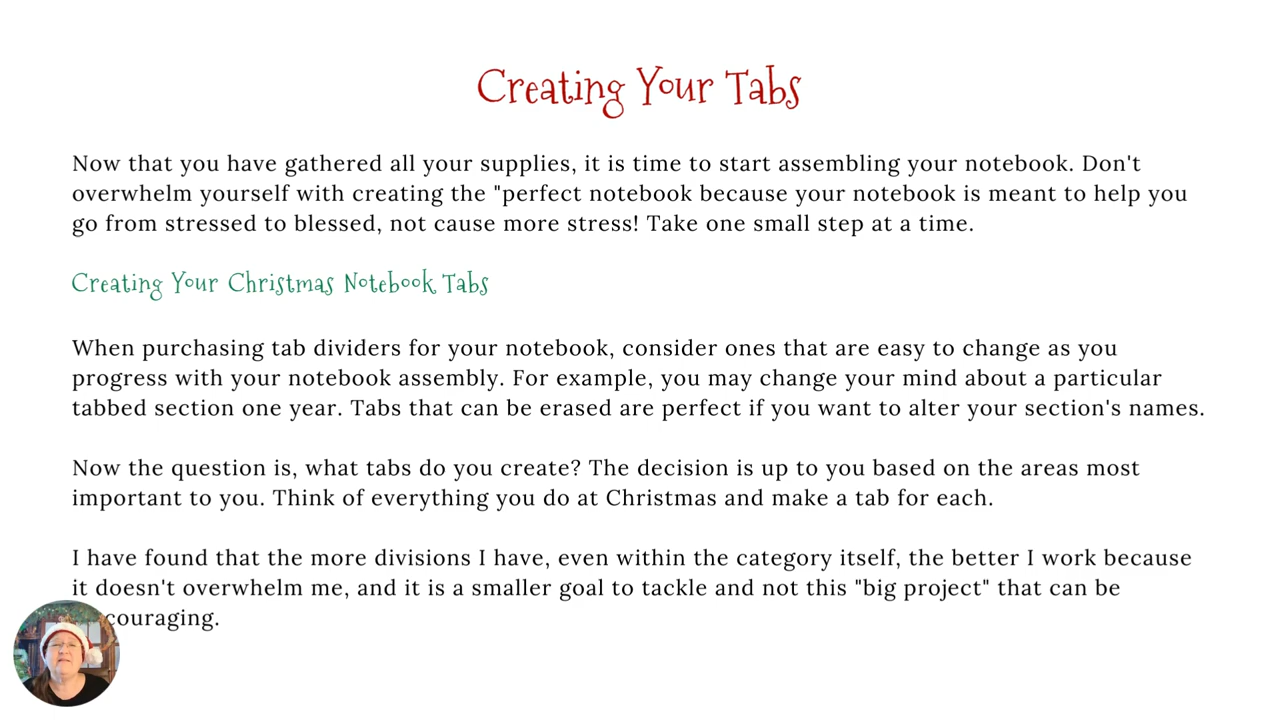 Creating Your Tabs
Now that you have gathered all your supplies, it is time to start assembling your notebook. Don't
overwhelm yourself with creating the "perfect notebook because your notebook is meant to help you
go from stressed to blessed, not cause more stress! Take one small step at a time.
Creating Your Christmas Notebook Tabs
When purchasing tab dividers for your notebook, consider ones that are easy to change as you
progress with your notebook assembly. For example, you may change your mind about a particular
tabbed section one year. Tabs that can be erased are perfect if you want to alter your section's names.
Now the question is, what tabs do you create? The decision is up to you based on the areas most
important to you. Think of everything you do at Christmas and make a tab for each.
I have found that the more divisions I have, even within the category itself, the better I work because
it doesn't overwhelm me, and it is a smaller goal to tackle and not this "big project" that can be